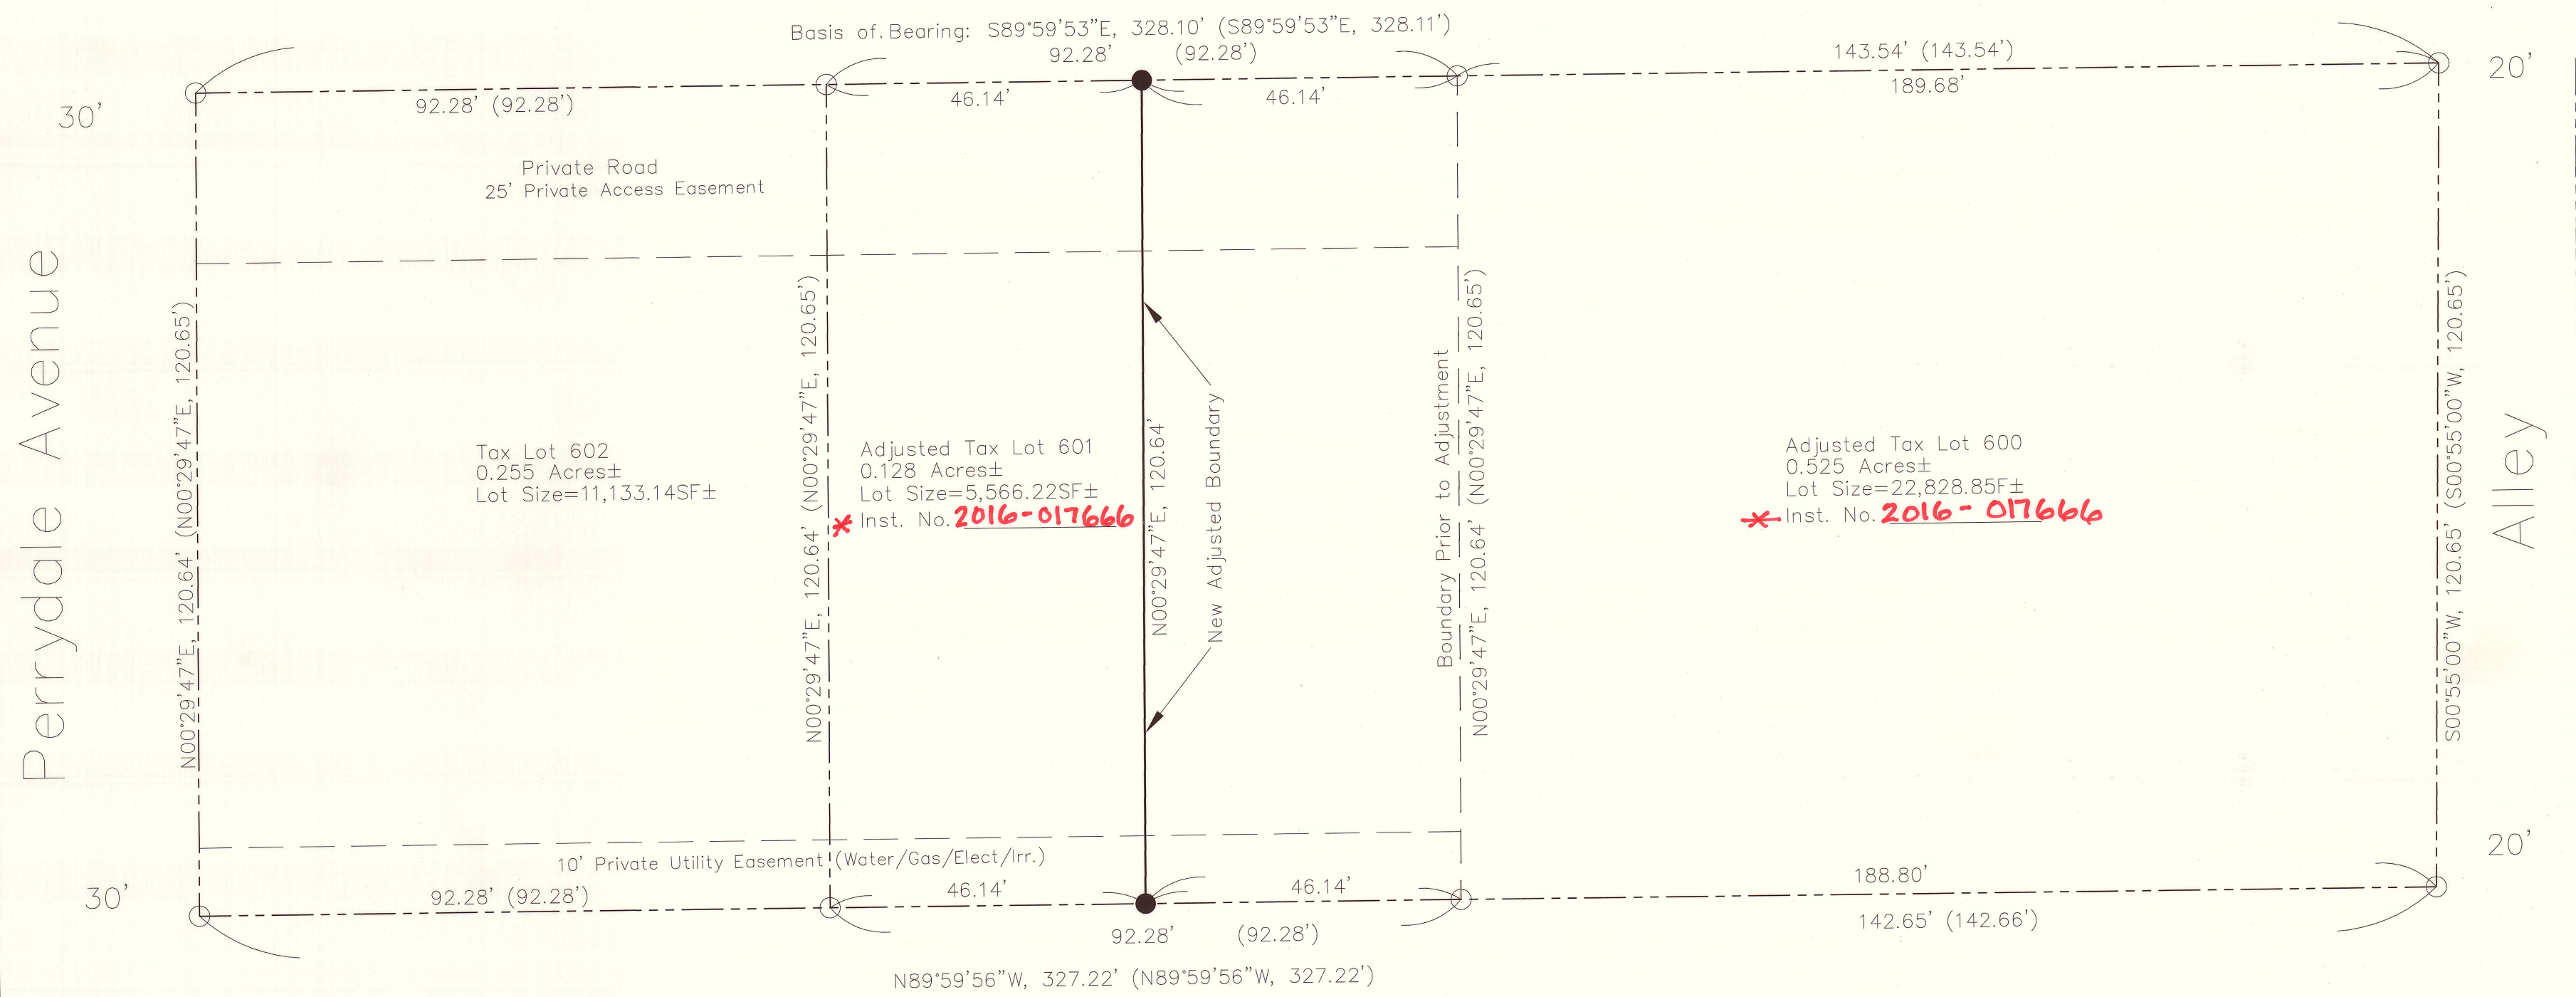 Basis of.Bearing: S89°59'53"E, 328.10' (S89°59'53"E, 328.11')
92.28' (92.28')
143.54' (143.54')
20'
30'
92.28' (92.28')
46.14'
46.14'
189.68'
Private Road
25' Private Access Easement
Perrydale Avenue
N00°29'47"E, 120.64' (N00°29'47"E, 120.65')
Tax Lot 602
0.255 Acres±
Lot Size=11,133.14SF±
N00°29'47"E, 120.64' (N00°29'47"E, 120.65')
Adjusted Tax Lot 601
0.128 Acres±
Lot Size=5,566.22SF±
* Inst. No. 2016-017666
N00°29'47"E, 120.64'
New Adjusted Boundary
Boundary Prior to Adjustment
N00°29'47"E, 120.64' (N00°29'47"E, 120.65')
Adjusted Tax Lot 600
0.525 Acres±
Lot Size=22,828.85F±
* Inst. No. 2016-017666
S00°55'00"W, 120.65' (S00°55'00"W, 120.65')
Alley
20'
10' Private Utility Easement (Water/Gas/Elect/Irr.)
30'
92.28' (92.28')
46.14'
46.14'
188.80'
92.28' (92.28')
142.65' (142.66')
N89°59'56"W, 327.22' (N89°59'56"W, 327.22')